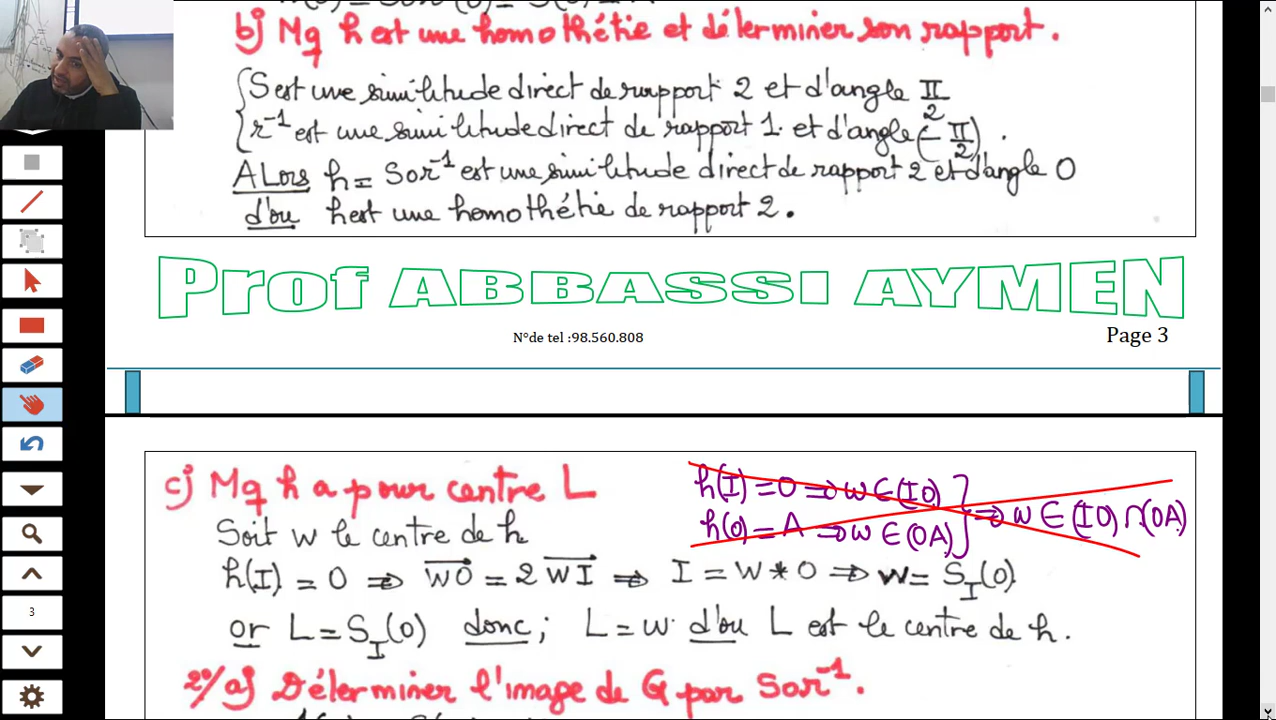 b) Mq h est une homothétie et déterminer son rapport.
S est une similitude direct de rapport 2 et d'angle π/2
r⁻¹ est une similitude direct de rapport 1 et d'angle (-π/2).
ALors h = Sor⁻¹ est une similitude direct de rapport 2 et d'angle 0
d'ou h est une homothétie de rapport 2.
Prof ABBASSI AYMEN
N°de tel :98.560.808
Page 3
c) Mq h a pour centre L
h(I) = O ⇒ w ∈ (IO)
h(O) = A ⇒ w ∈ (OA)
} ⇒ w ∈ (IO) ∩ (OA)
Soit w le centre de h
h(I) = O ⇒ WO = 2 WI ⇒ I = W * O ⇒ W = S_I(O)
or L = S_I(O) donc ; L = w. d'ou L est le centre de h.
2°/a) Déterminer l'image de G par Sor⁻¹.
3